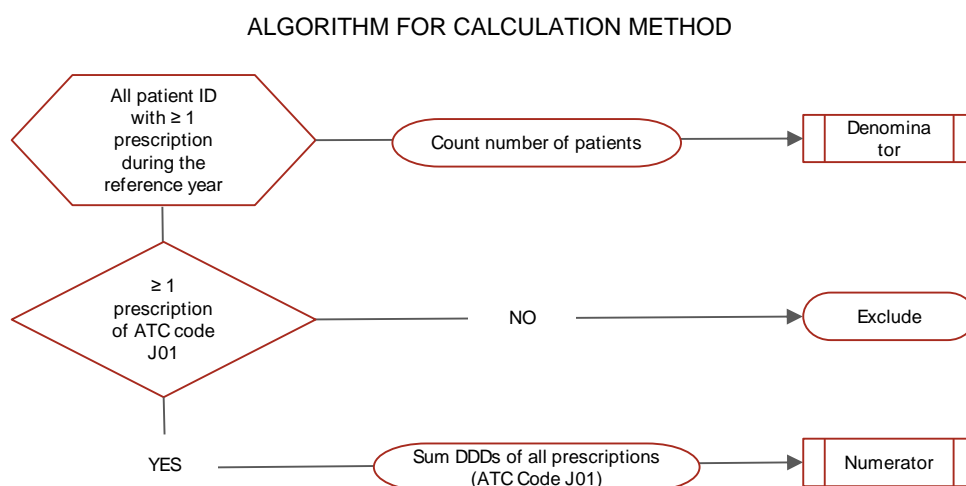 ALGORITHM FOR CALCULATION METHOD
All patient ID
with ≥ 1
prescription
during the
reference year
Count number of patients
Denomina
tor
≥ 1
prescription
of ATC code
J01
NO
Exclude
YES
Sum DDDs of all prescriptions
(ATC Code J01)
Numerator